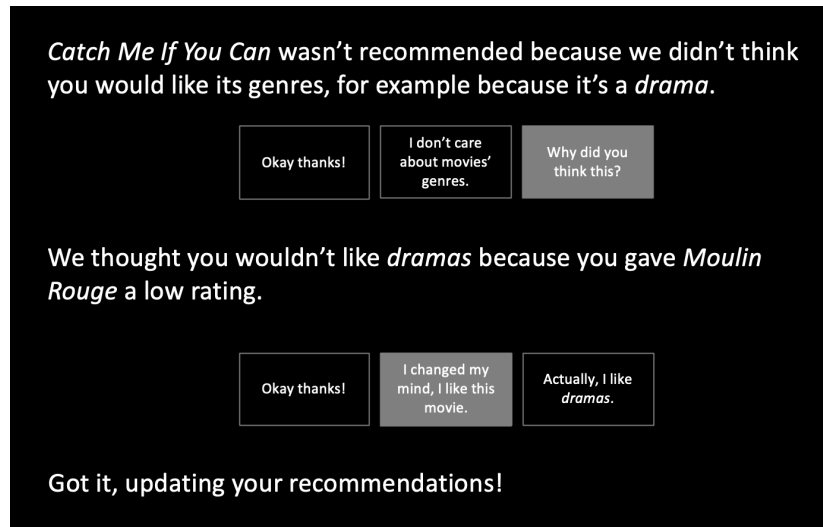 Catch Me If You Can wasn't recommended because we didn't think
you would like its genres, for example because it's a drama.
Okay thanks!
I don't care
about movies'
genres.
Why did you
think this?
We thought you wouldn't like dramas because you gave Moulin
Rouge a low rating.
Okay thanks!
I changed my
mind, I like this
movie.
Actually, I like
dramas.
Got it, updating your recommendations!